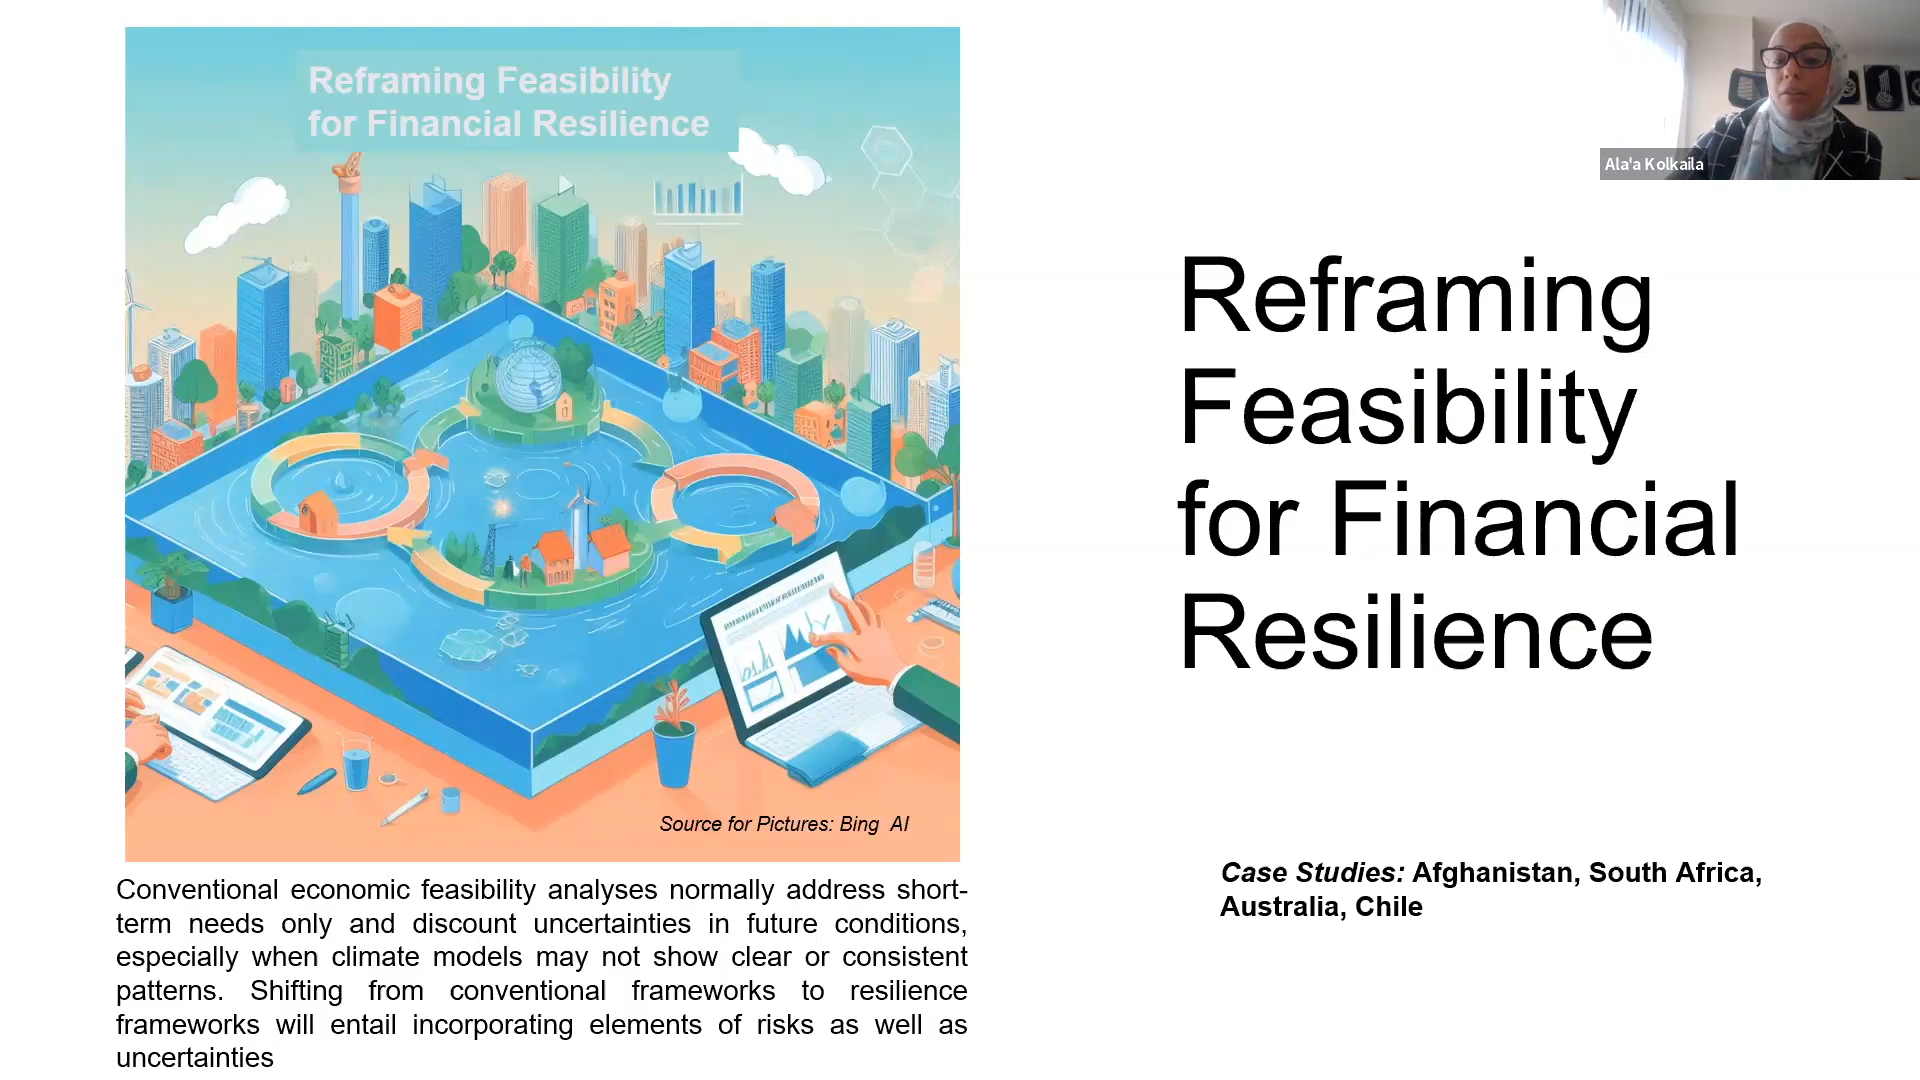 Reframing Feasibility
for Financial Resilience
Source for Pictures: Bing AI
Conventional economic feasibility analyses normally address short-
term needs only and discount uncertainties in future conditions,
especially when climate models may not show clear or consistent
patterns. Shifting from conventional frameworks to resilience
frameworks will entail incorporating elements of risks as well as
uncertainties
Ala'a Kolkaila
Reframing
Feasibility
for Financial
Resilience
Case Studies: Afghanistan, South Africa,
Australia, Chile